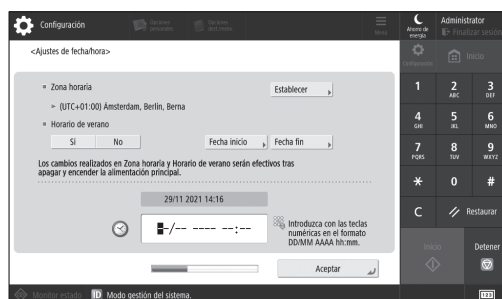 Configuración
Opciones personales
Opciones Unid Princ
Menú
Ahorro de energía
Administrator
Finalizar sesión
<Ajustes de fecha/hora>
Configuración
Inicio
Zona horaria
Establecer
(UTC+01:00) Ámsterdam, Berlín, Berna
Horario de verano
Sí No Fecha inicio Fecha fin
Los cambios realizados en Zona horaria y Horario de verano serán efectivos tras
apagar y encender la alimentación principal.
29/11 2021 14:16
-/-- ---- --:--
Introduzca con las teclas
numéricas en el formato
DD/MM AAAA hh:mm.
Aceptar
1 2 ABC 3 DEF
4 GHI 5 JKL 6 MNO
7 PQRS 8 TUV 9 WXYZ
* 0 #
C Restaurar
Inicio Detener
Monitor estado ID Modo gestión del sistema.
123